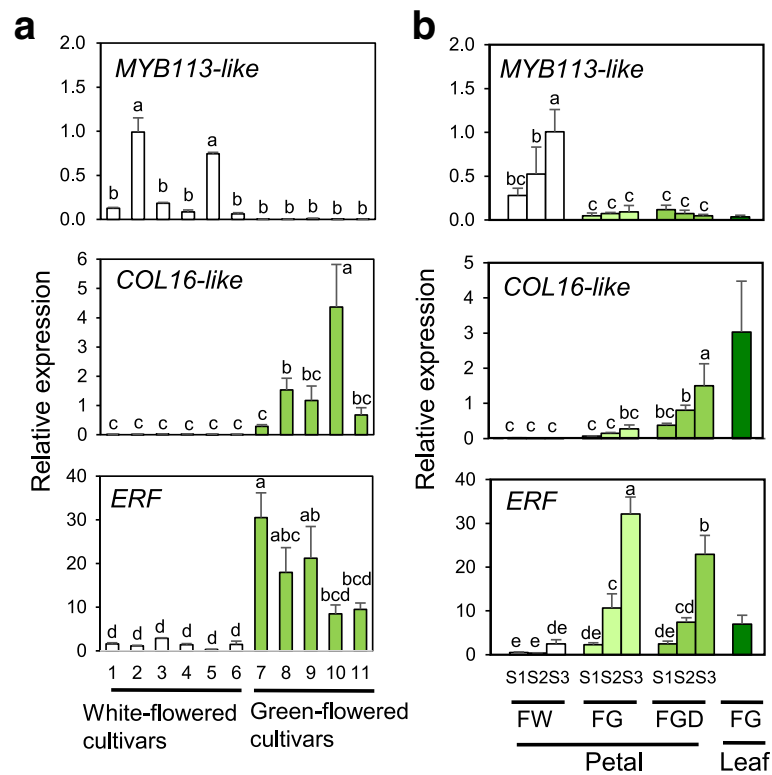 a
2.0
1.5
1.0
0.5
0.0
MYB113-like
b a b b a b b b b b b
6
5
4
3
2
1
0
COL16-like
c c c c c c c b bc a bc
Relative expression
40
30
20
10
0
ERF
d d d d d d a abc ab bcd bcd
1 2 3 4 5 6 7 8 9 10 11
White-flowered
cultivars
Green-flowered
cultivars
b
2.0
1.5
1.0
0.5
0.0
MYB113-like
bc b a c c c c c c
5
4
3
2
1
0
COL16-like
c c c c c bc bc b a
Relative expression
40
30
20
10
0
ERF
e e de de c a de cd b
S1S2S3 S1S2S3 S1S2S3
FW FG FGD FG
Petal Leaf